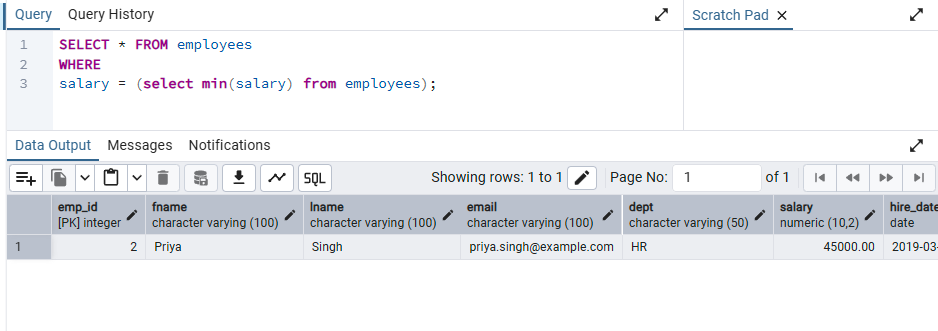 Query Query History Scratch Pad
1 SELECT * FROM employees
2 WHERE
3 salary = (select min(salary) from employees);
Data Output Messages Notifications
SQL Showing rows: 1 to 1 Page No: 1 of 1
emp_id fname lname email dept salary hire_date
[PK] integer character varying (100) character varying (100) character varying (100) character varying (50) numeric (10,2) date
1 2 Priya Singh priya.singh@example.com HR 45000.00 2019-03-